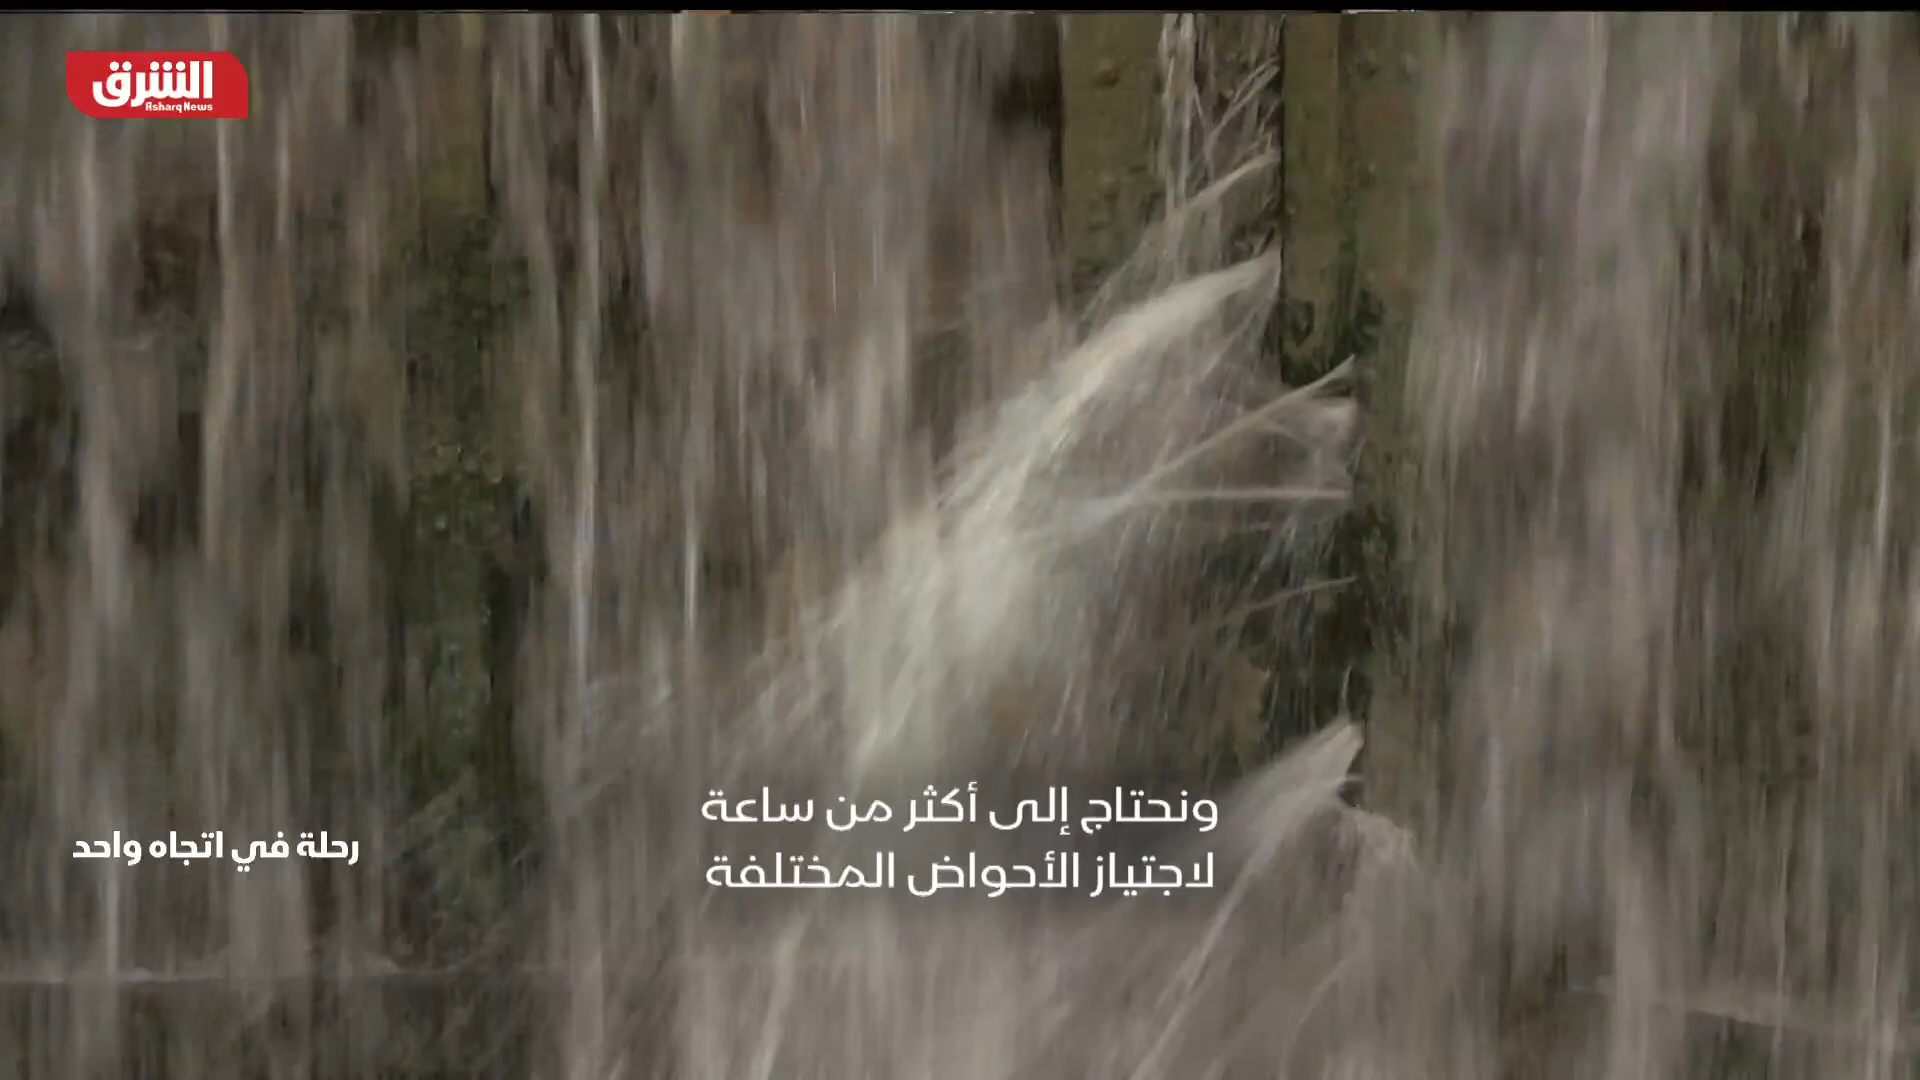 الشرق
Asharq News
ونحتاج إلى أكثر من ساعة
لاجتياز الأحواض المختلفة
رحلة في اتجاه واحد